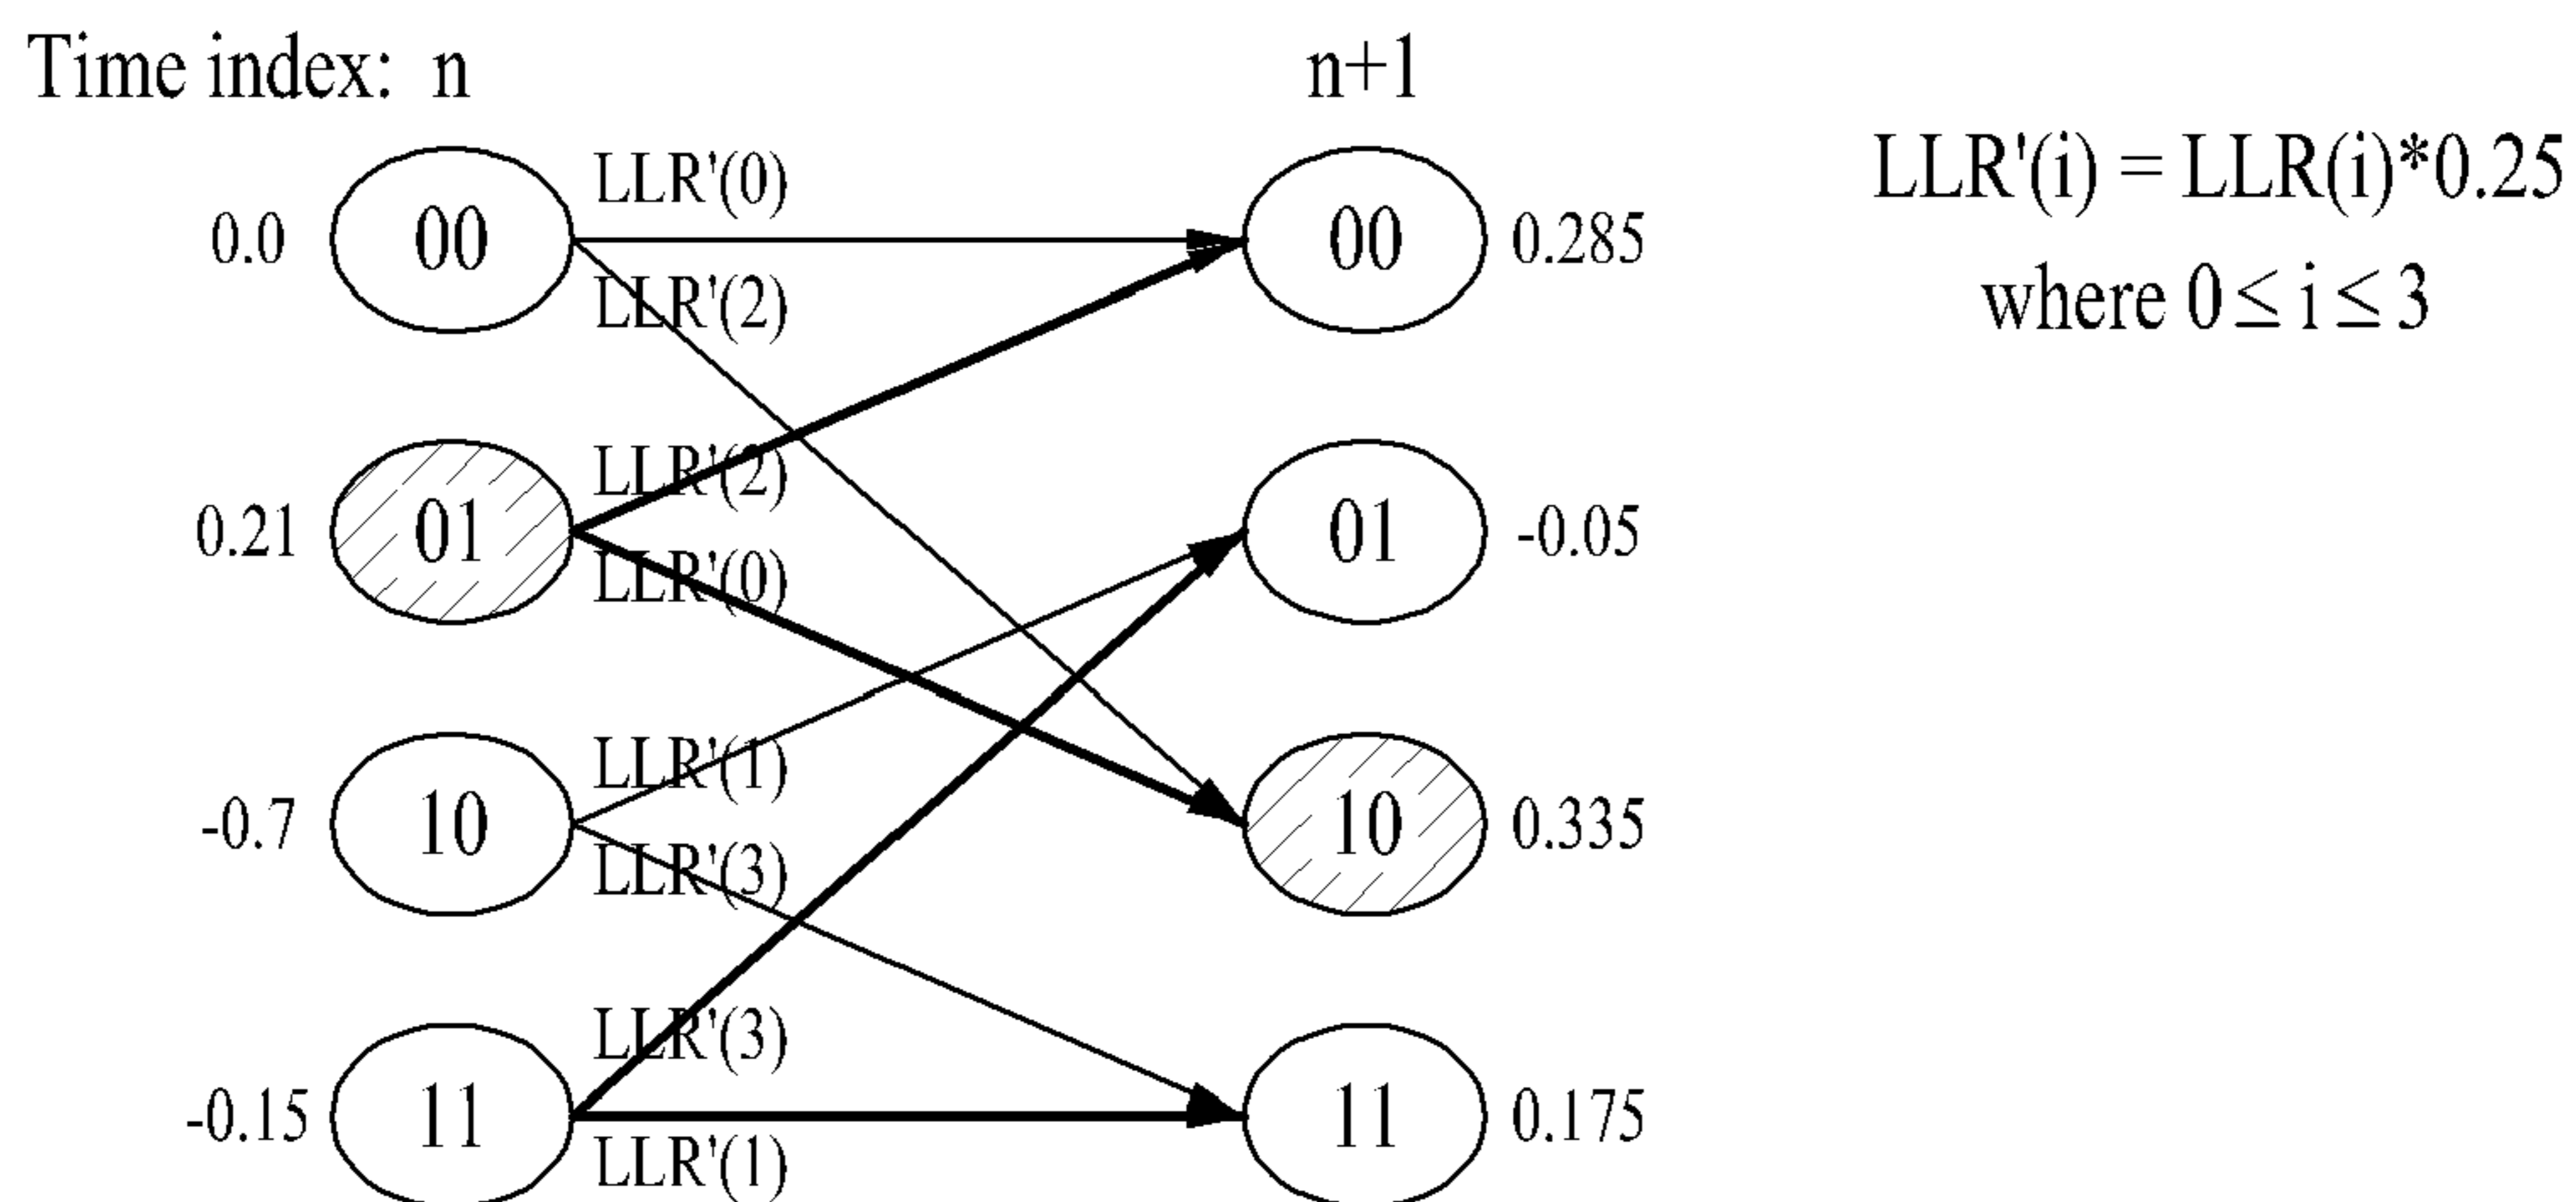 Time index: n n+1
LLR'(i) = LLR(i)*0.25
where 0 ≤ i ≤ 3
LLR'(0)
0.0 00 00 0.285
LLR'(2)
LLR'(2)
0.21 01 01 -0.05
LLR'(0)
LLR'(1)
-0.7 10 10 0.335
LLR'(3)
LLR'(3)
-0.15 11 11 0.175
LLR'(1)